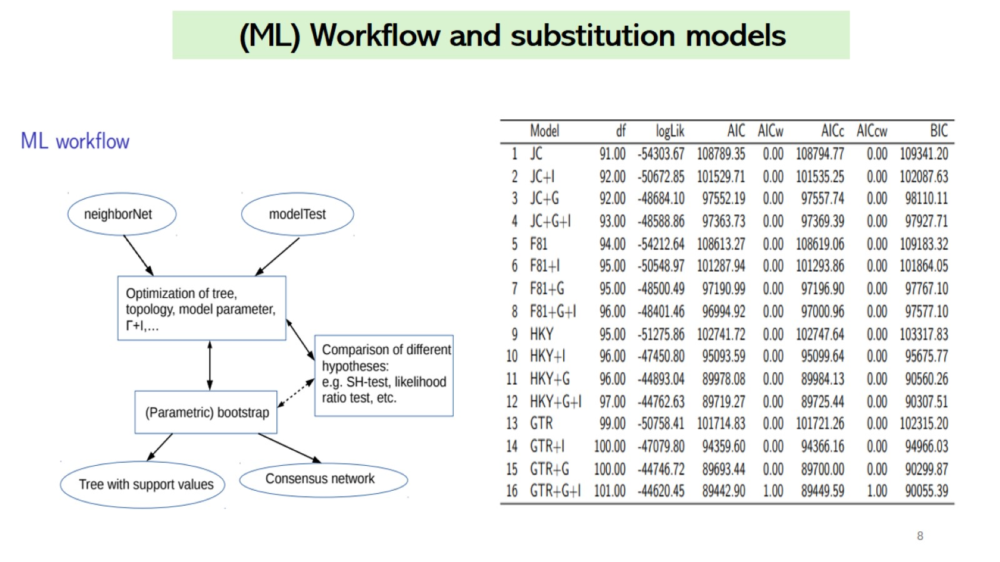 (ML) Workflow and substitution models
ML workflow
neighborNet
modelTest
Optimization of tree,
topology, model parameter,
Γ+I,...
Comparison of different
hypotheses:
e.g. SH-test, likelihood
ratio test, etc.
(Parametric) bootstrap
Tree with support values
Consensus network
Model df logLik AIC AICw AICc AICcw BIC
1 JC 91.00 -54303.67 108789.35 0.00 108794.77 0.00 109341.20
2 JC+I 92.00 -50672.85 101529.71 0.00 101535.25 0.00 102087.63
3 JC+G 92.00 -48684.10 97552.19 0.00 97557.74 0.00 98110.11
4 JC+G+I 93.00 -48588.86 97363.73 0.00 97369.39 0.00 97927.71
5 F81 94.00 -54212.64 108613.27 0.00 108619.06 0.00 109183.32
6 F81+I 95.00 -50548.97 101287.94 0.00 101293.86 0.00 101864.05
7 F81+G 95.00 -48500.49 97190.99 0.00 97196.90 0.00 97767.10
8 F81+G+I 96.00 -48401.46 96994.92 0.00 97000.96 0.00 97577.10
9 HKY 95.00 -51275.86 102741.72 0.00 102747.64 0.00 103317.83
10 HKY+I 96.00 -47450.80 95093.59 0.00 95099.64 0.00 95675.77
11 HKY+G 96.00 -44893.04 89978.08 0.00 89984.13 0.00 90560.26
12 HKY+G+I 97.00 -44762.63 89719.27 0.00 89725.44 0.00 90307.51
13 GTR 99.00 -50758.41 101714.83 0.00 101721.26 0.00 102315.20
14 GTR+I 100.00 -47079.80 94359.60 0.00 94366.16 0.00 94966.03
15 GTR+G 100.00 -44746.72 89693.44 0.00 89700.00 0.00 90299.87
16 GTR+G+I 101.00 -44620.45 89442.90 1.00 89449.59 1.00 90055.39
8